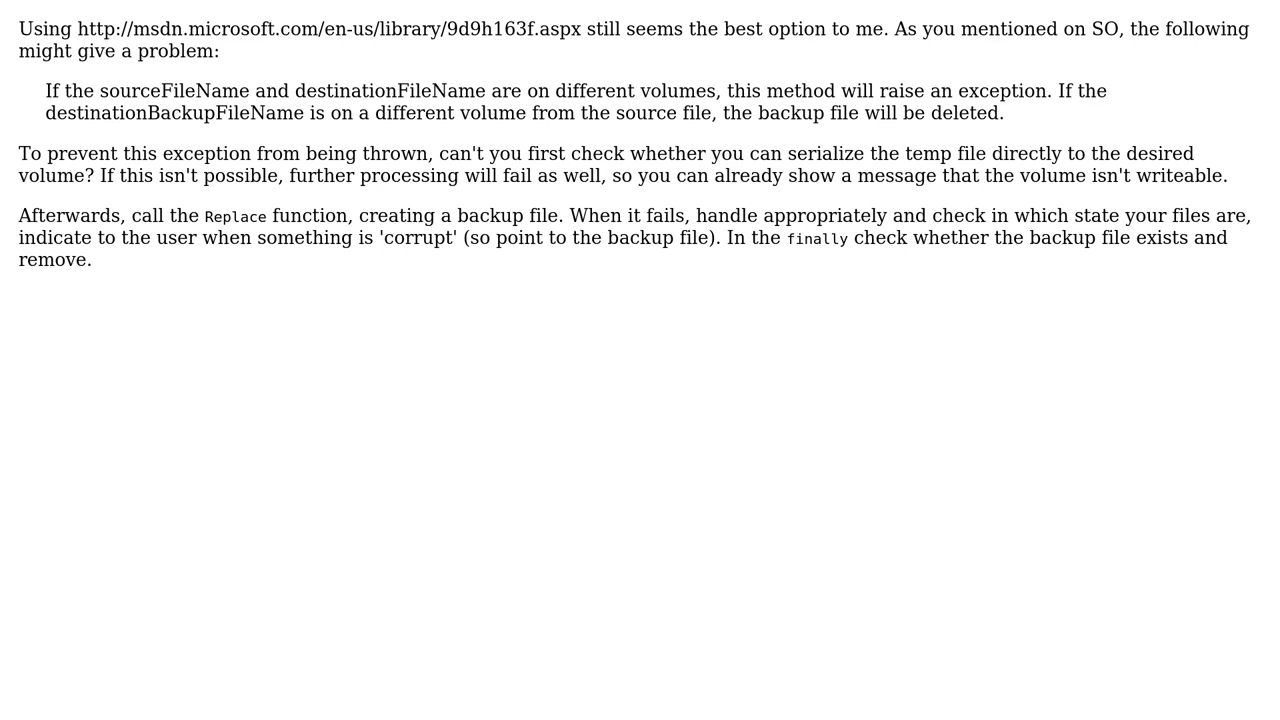 Using http://msdn.microsoft.com/en-us/library/9d9h163f.aspx still seems the best option to me. As you mentioned on SO, the following
might give a problem:
If the sourceFileName and destinationFileName are on different volumes, this method will raise an exception. If the
destinationBackupFileName is on a different volume from the source file, the backup file will be deleted.
To prevent this exception from being thrown, can't you first check whether you can serialize the temp file directly to the desired
volume? If this isn't possible, further processing will fail as well, so you can already show a message that the volume isn't writeable.
Afterwards, call the Replace function, creating a backup file. When it fails, handle appropriately and check in which state your files are,
indicate to the user when something is 'corrupt' (so point to the backup file). In the finally check whether the backup file exists and
remove.